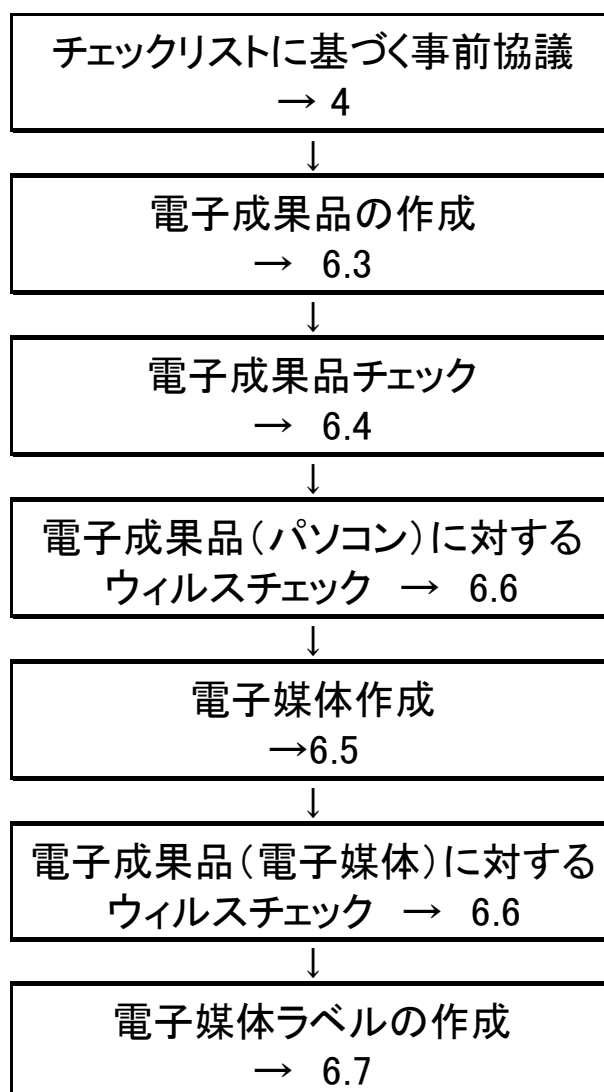 チェックリストに基づく事前協議
→ 4
↓
電子成果品の作成
→ 6.3
↓
電子成果品チェック
→ 6.4
↓
電子成果品(パソコン)に対する
ウィルスチェック → 6.6
↓
電子媒体作成
→6.5
↓
電子成果品(電子媒体)に対する
ウィルスチェック → 6.6
↓
電子媒体ラベルの作成
→ 6.7